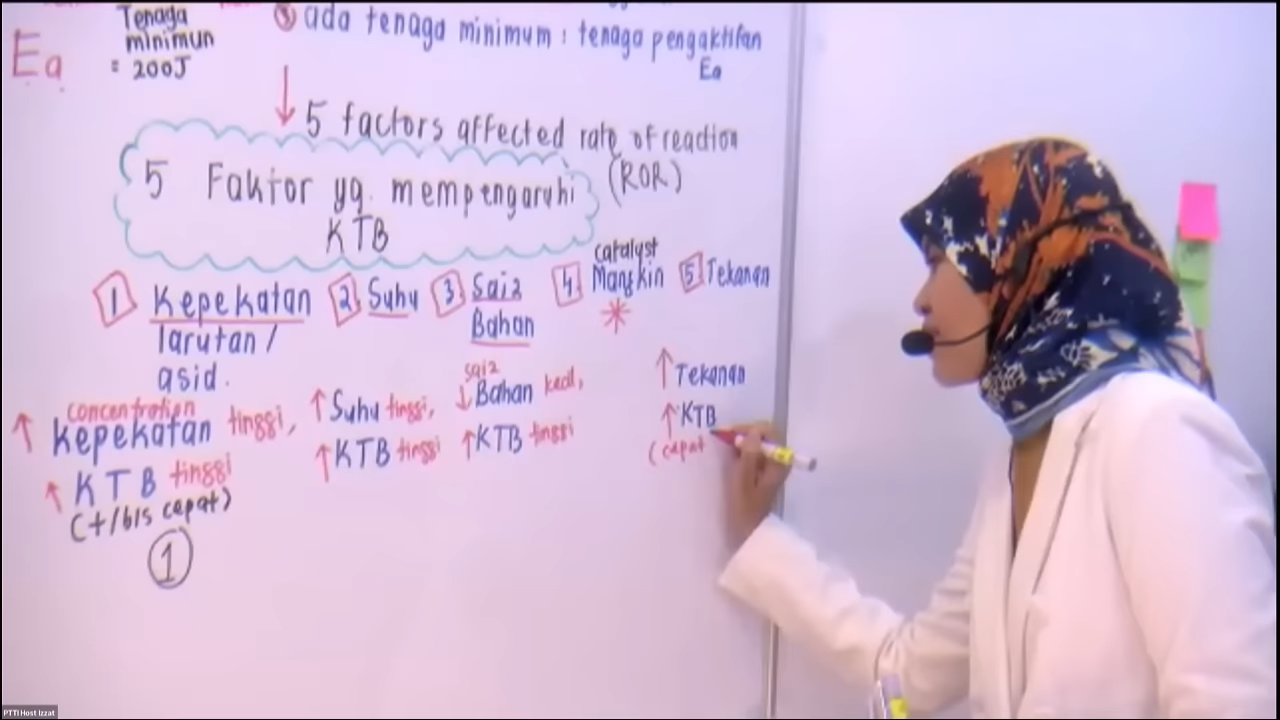 Ea
Tenaga
minimun
= 200J
③ ada tenaga minimum : tenaga pengaktifan
Ea
5 factors affected rate of reaction
(ROR)
5 Faktor yg. mempengaruhi
KTB
1 Kepekatan
larutan /
asid.
2 Suhu
3 Saiz
Bahan
catalyst
4 Mangkin
5 Tekanan
concentration
↑ kepekatan tinggi,
↑ KTB tinggi
(t/bls cepat)
①
↑ Suhu tinggi,
↑ KTB tinggi
saiz
↓ Bahan kecil,
↑ KTB tinggi
↑ Tekanan
↑ KTB
(cepat
PTTI Host Izzat